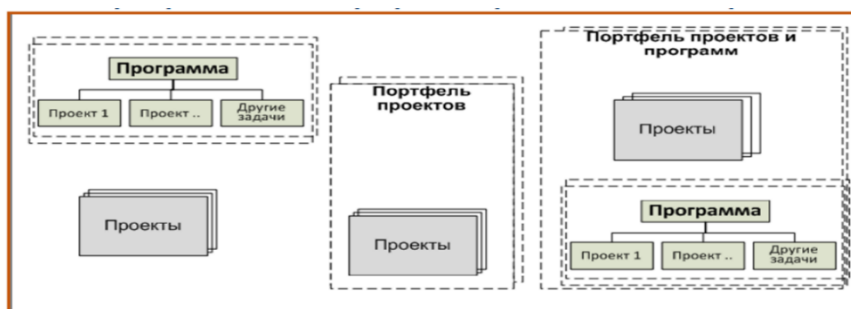 Программа
Проект 1
Проект ..
Другие
задачи
Проекты
Портфель
проектов
Проекты
Портфель проектов и
программ
Проекты
Программа
Проект 1
Проект ..
Другие
задачи